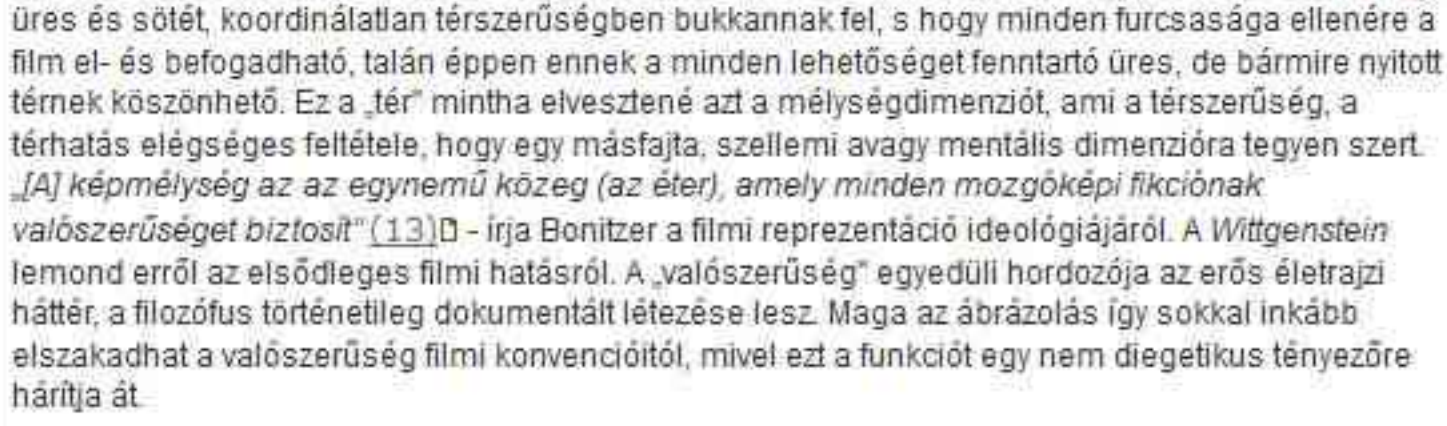 üres és sötét, koordinálatlan térszerűségben bukkannak fel, s hogy minden furcsasága ellenére a
film el- és befogadható, talán éppen ennek a minden lehetőséget fenntartó üres, de bármire nyitott
térnek köszönhető. Ez a „tér" mintha elvesztené azt a mélységdimenziót, ami a térszerűség, a
térhatás elégséges feltétele, hogy egy másfajta, szellemi avagy mentális dimenzióra tegyen szert.
„[A] képmélység az az egynemű közeg (az éter), amely minden mozgóképi fikciónak
valószerűséget biztosít" (13) - írja Bonitzer a filmi reprezentáció ideológiájáról. A Wittgenstein
lemond erről az elsődleges filmi hatásról. A „valószerűség" egyedüli hordozója az erős életrajzi
háttér, a filozófus történetileg dokumentált létezése lesz. Maga az ábrázolás így sokkal inkább
elszakadhat a valószerűség filmi konvencióitól, mivel ezt a funkciót egy nem diegetikus tényezőre
hárítja át.